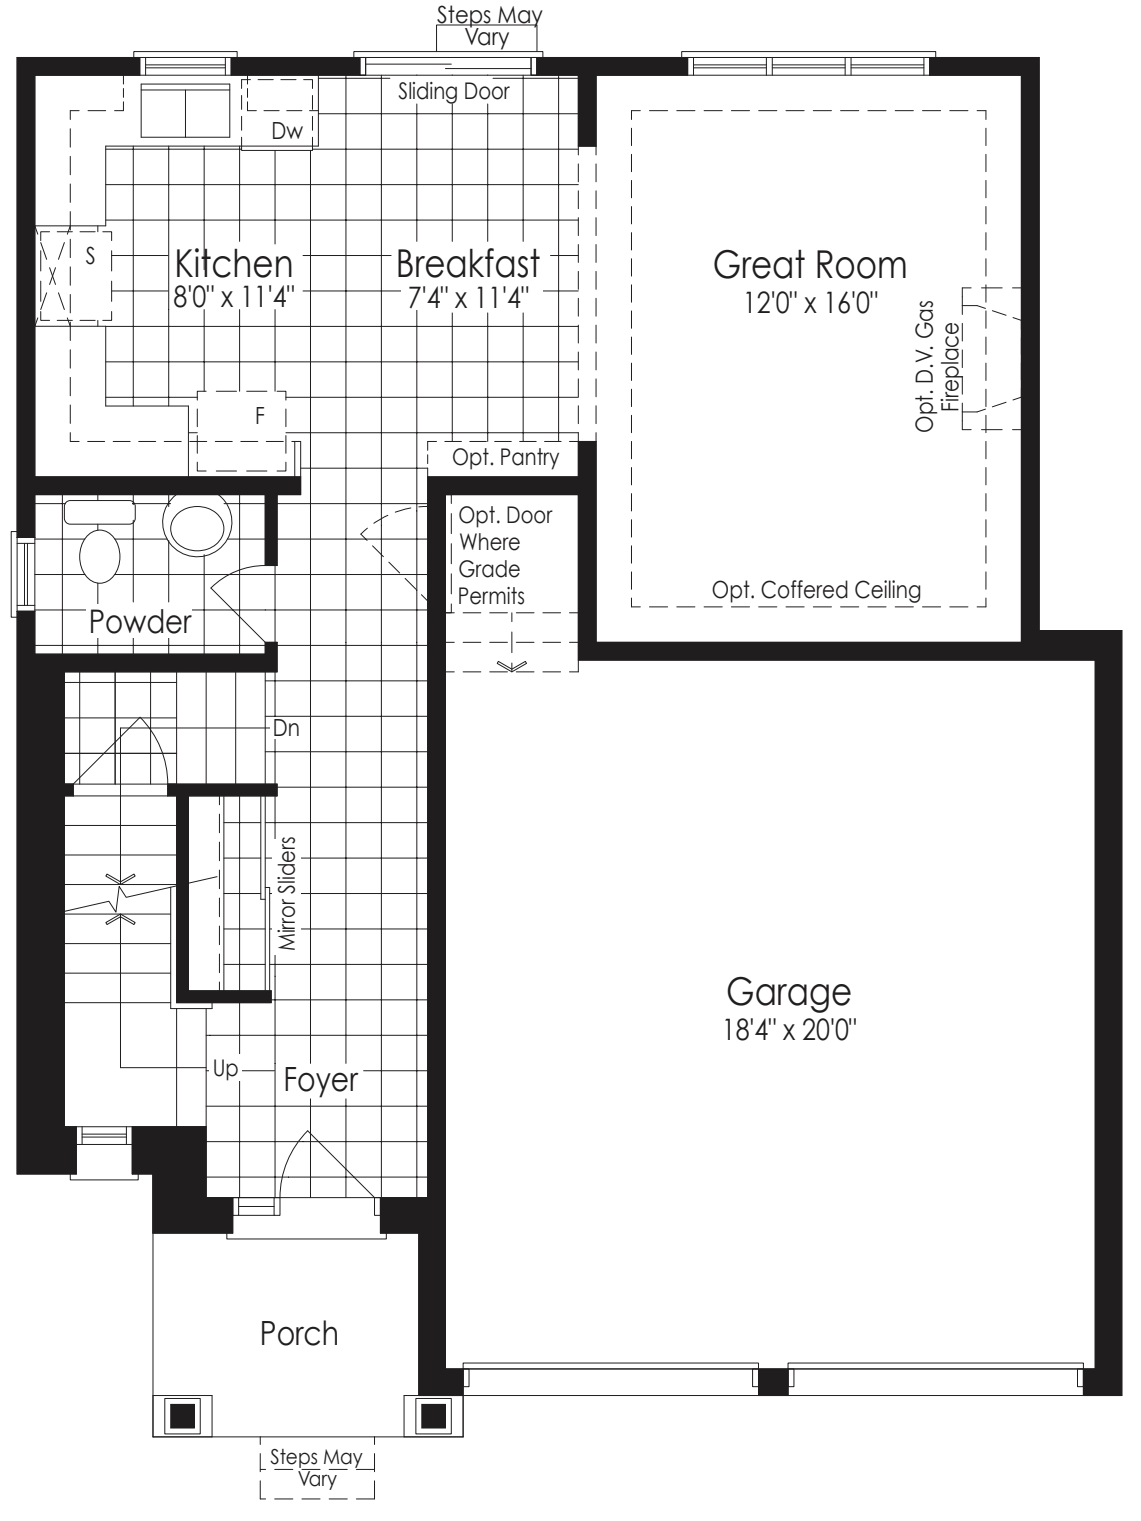 Steps May
Vary
Sliding Door
Dw
S
Kitchen
8'0" x 11'4"
Breakfast
7'4" x 11'4"
Great Room
12'0" x 16'0"
Opt. D.V. Gas
Fireplace
F
Opt. Pantry
Opt. Door
Where
Grade
Permits
Opt. Coffered Ceiling
Powder
Dn
Mirror Sliders
Garage
18'4" x 20'0"
Up
Foyer
Porch
Steps May
Vary